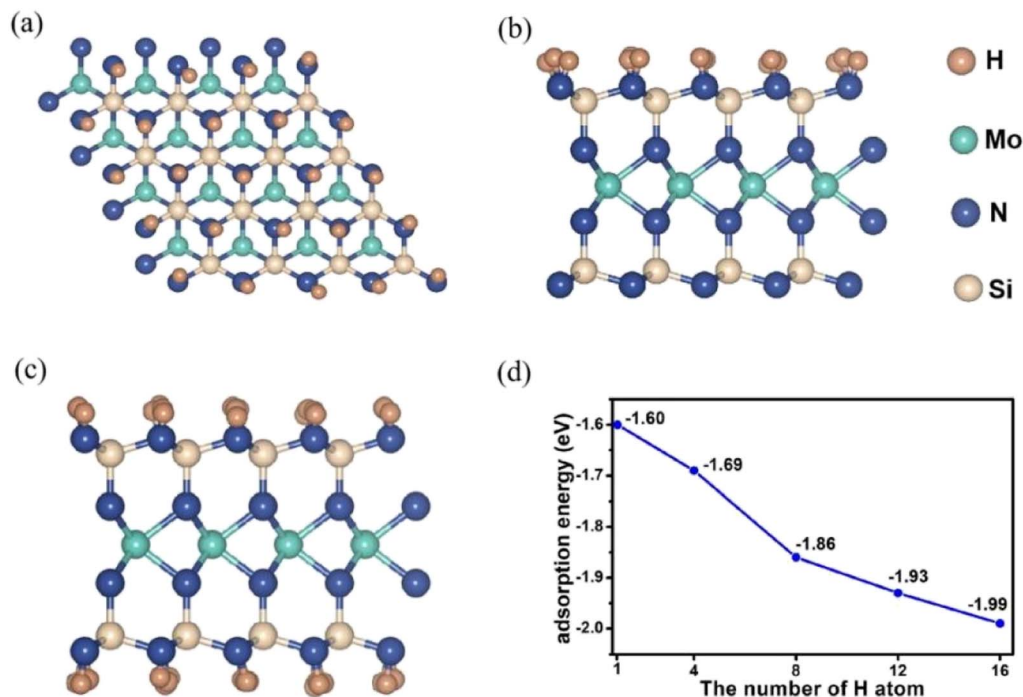 (a)
(b)
H
Mo
N
Si
(c)
(d)
adsorption energy (eV)
-1.6
-1.7
-1.8
-1.9
-2.0
-1.60
-1.69
-1.86
-1.93
-1.99
1 4 8 12 16
The number of H atom